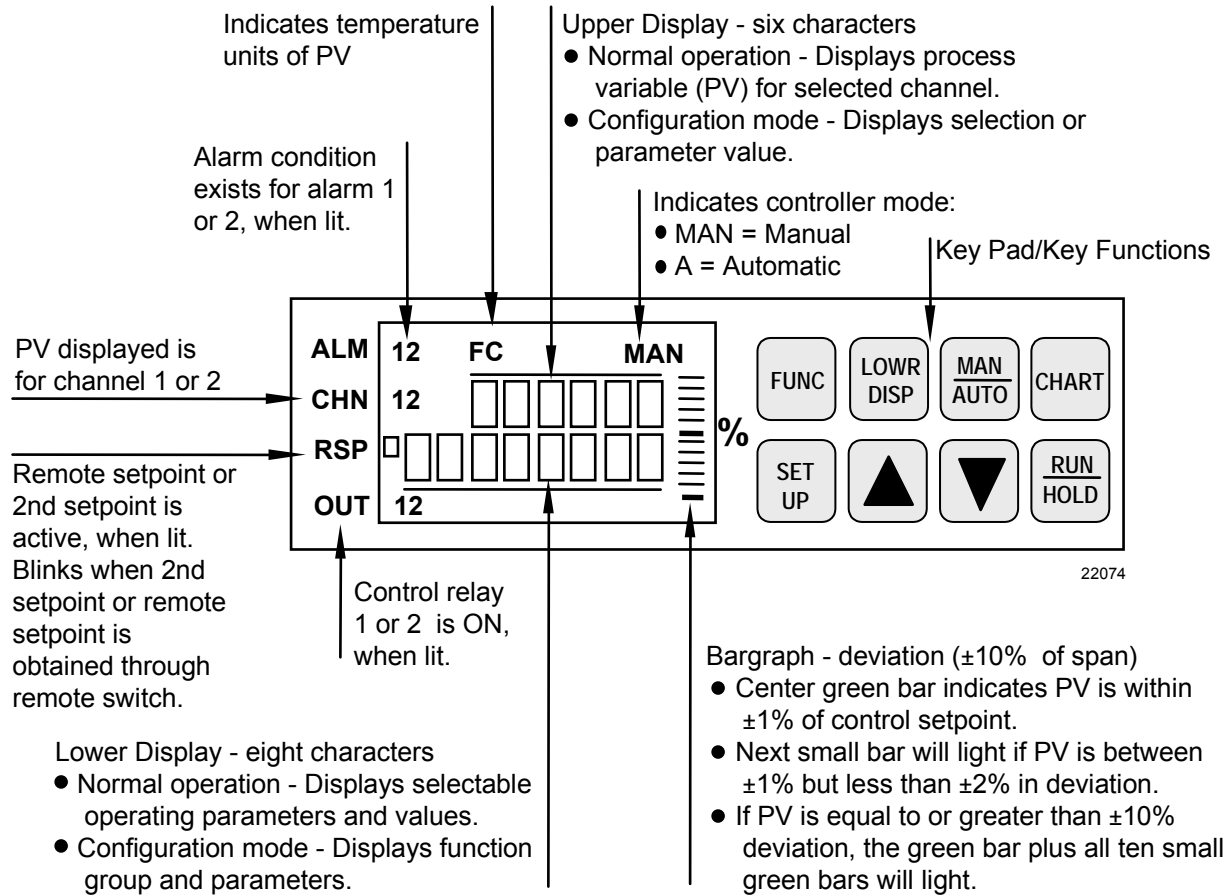 Indicates temperature
units of PV
Upper Display - six characters
● Normal operation - Displays process
variable (PV) for selected channel.
● Configuration mode - Displays selection or
parameter value.
Alarm condition
exists for alarm 1
or 2, when lit.
Indicates controller mode:
● MAN = Manual
● A = Automatic
Key Pad/Key Functions
PV displayed is
for channel 1 or 2
Remote setpoint or
2nd setpoint is
active, when lit.
Blinks when 2nd
setpoint or remote
setpoint is
obtained through
remote switch.
ALM 12 FC MAN
CHN 12
RSP
%
OUT 12
FUNC
LOWR
DISP
MAN
AUTO
CHART
SET
UP
RUN
HOLD
22074
Control relay
1 or 2 is ON,
when lit.
Lower Display - eight characters
● Normal operation - Displays selectable
operating parameters and values.
● Configuration mode - Displays function
group and parameters.
Bargraph - deviation (±10% of span)
● Center green bar indicates PV is within
±1% of control setpoint.
● Next small bar will light if PV is between
±1% but less than ±2% in deviation.
● If PV is equal to or greater than ±10%
deviation, the green bar plus all ten small
green bars will light.